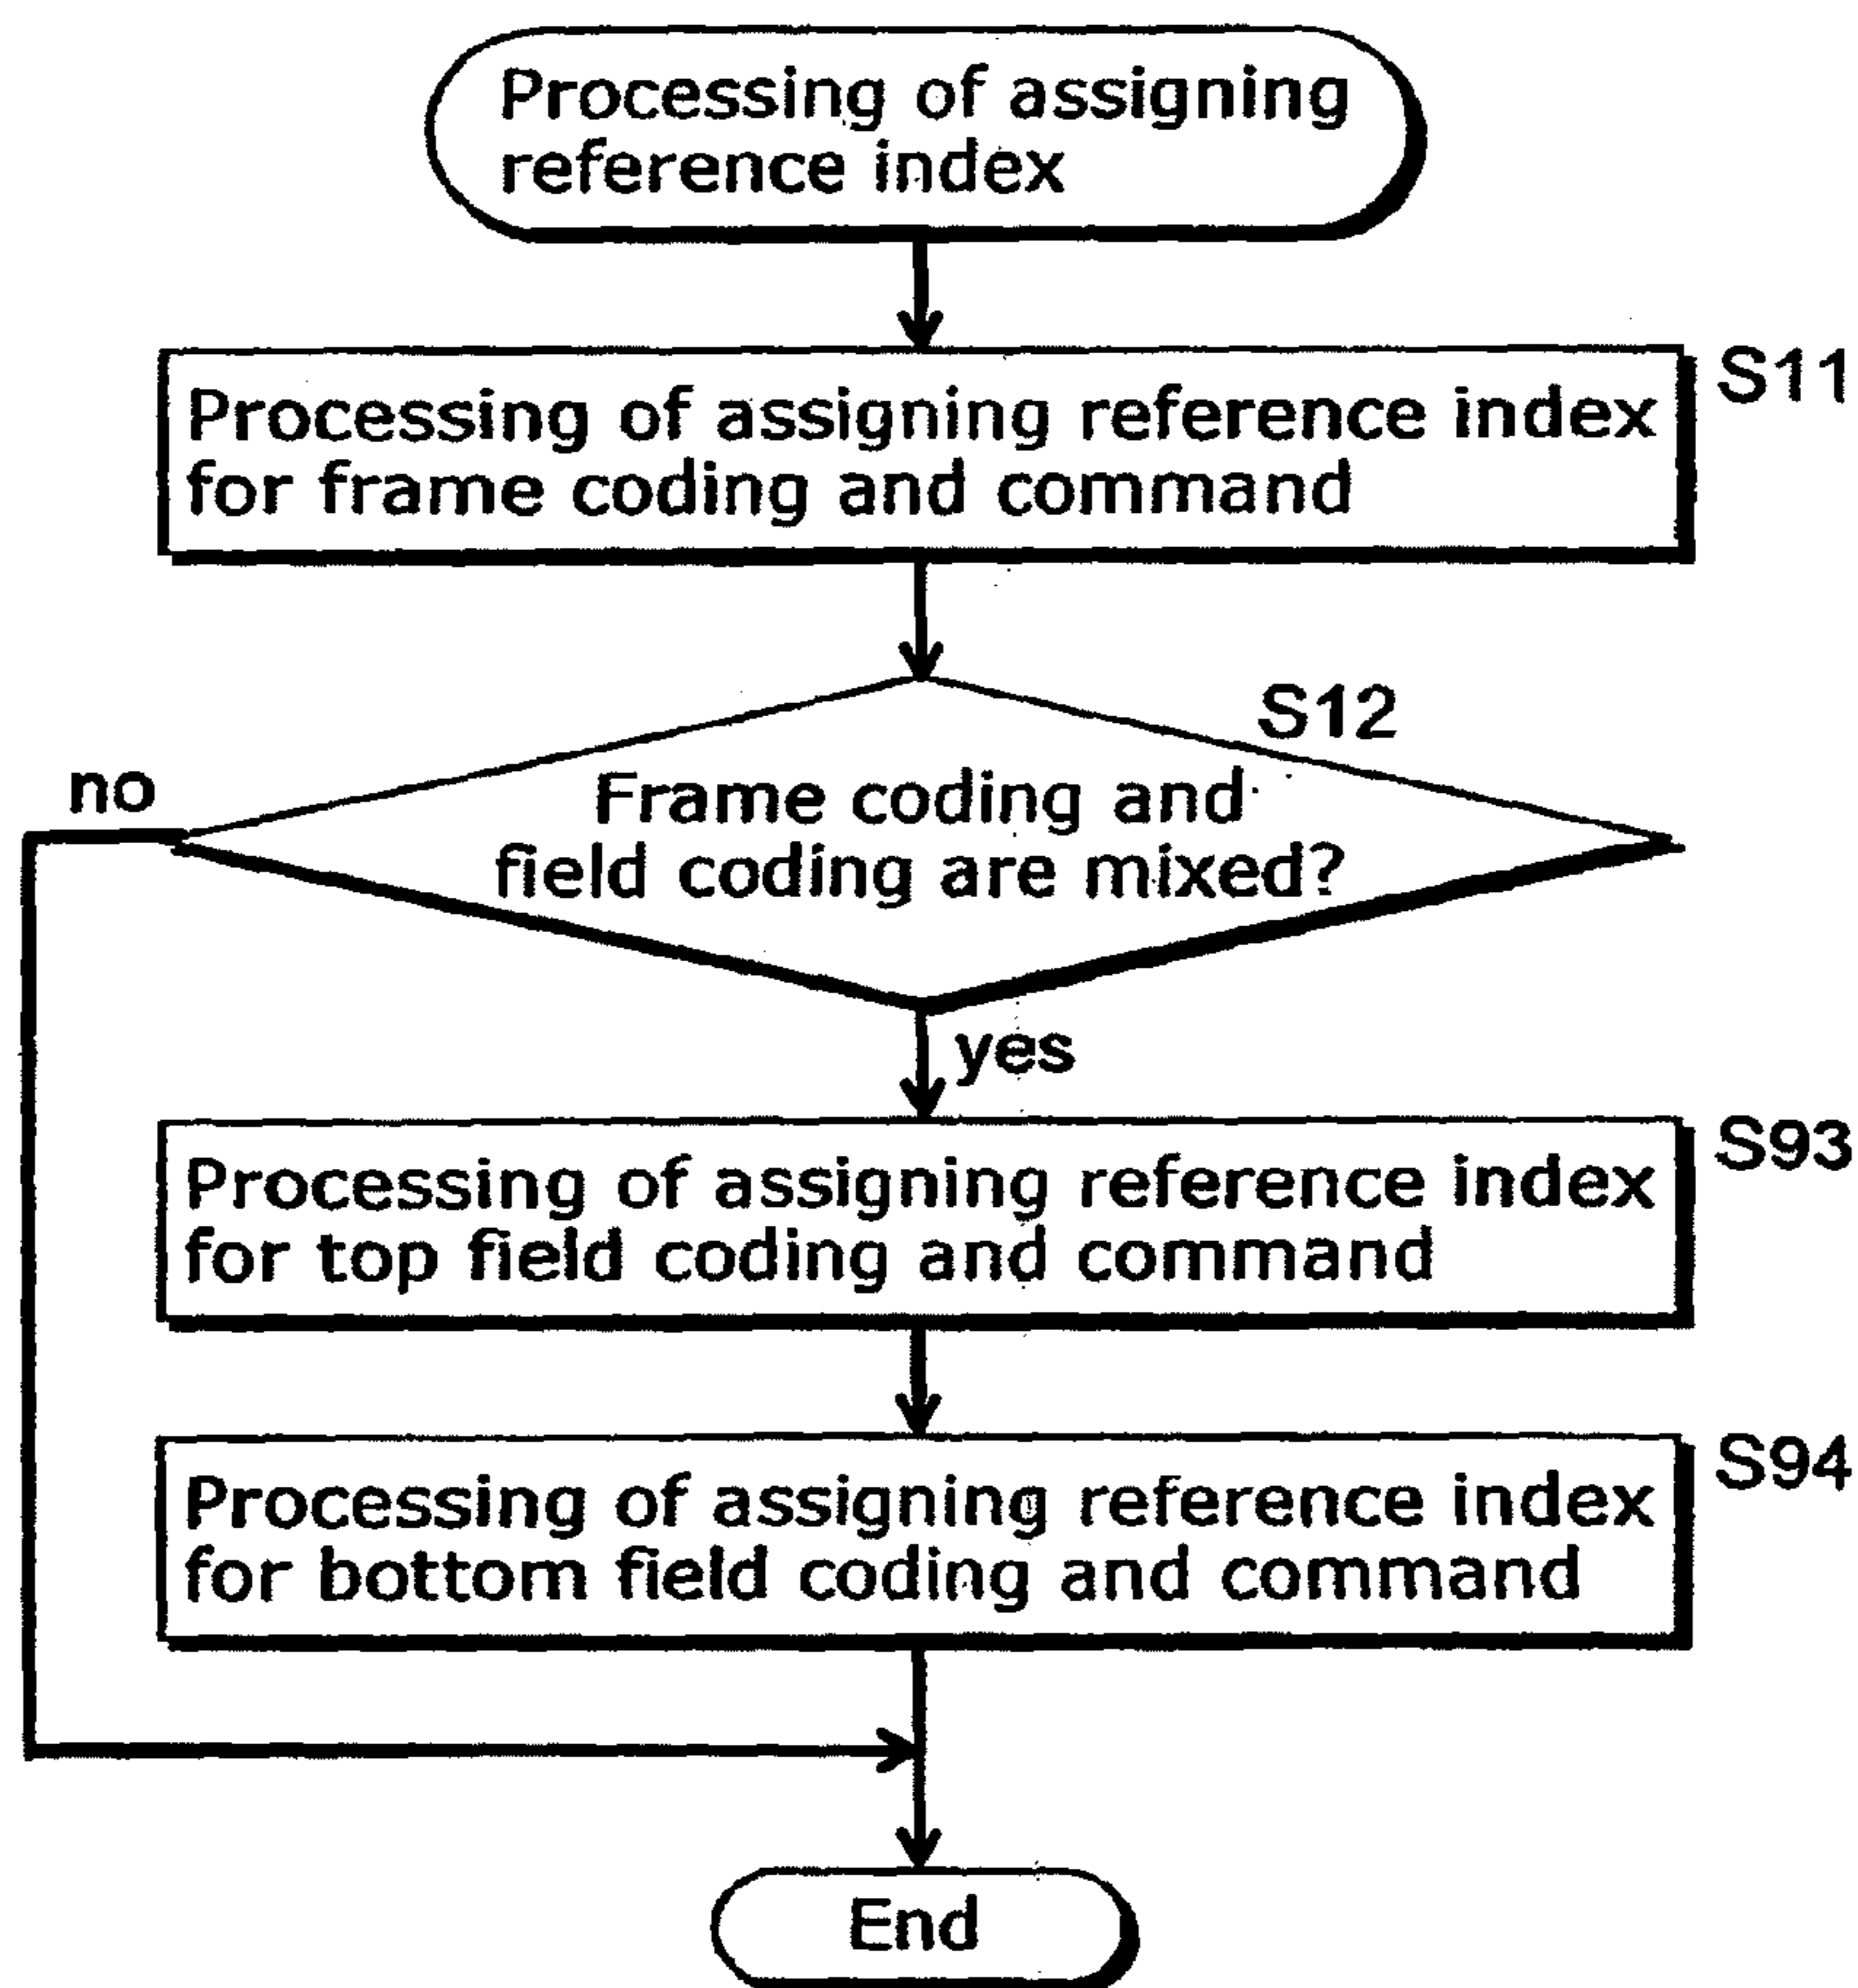 Processing of assigning
reference index
S11
Processing of assigning reference index
for frame coding and command
S12
no
Frame coding and
field coding are mixed?
yes
S93
Processing of assigning reference index
for top field coding and command
S94
Processing of assigning reference index
for bottom field coding and command
End